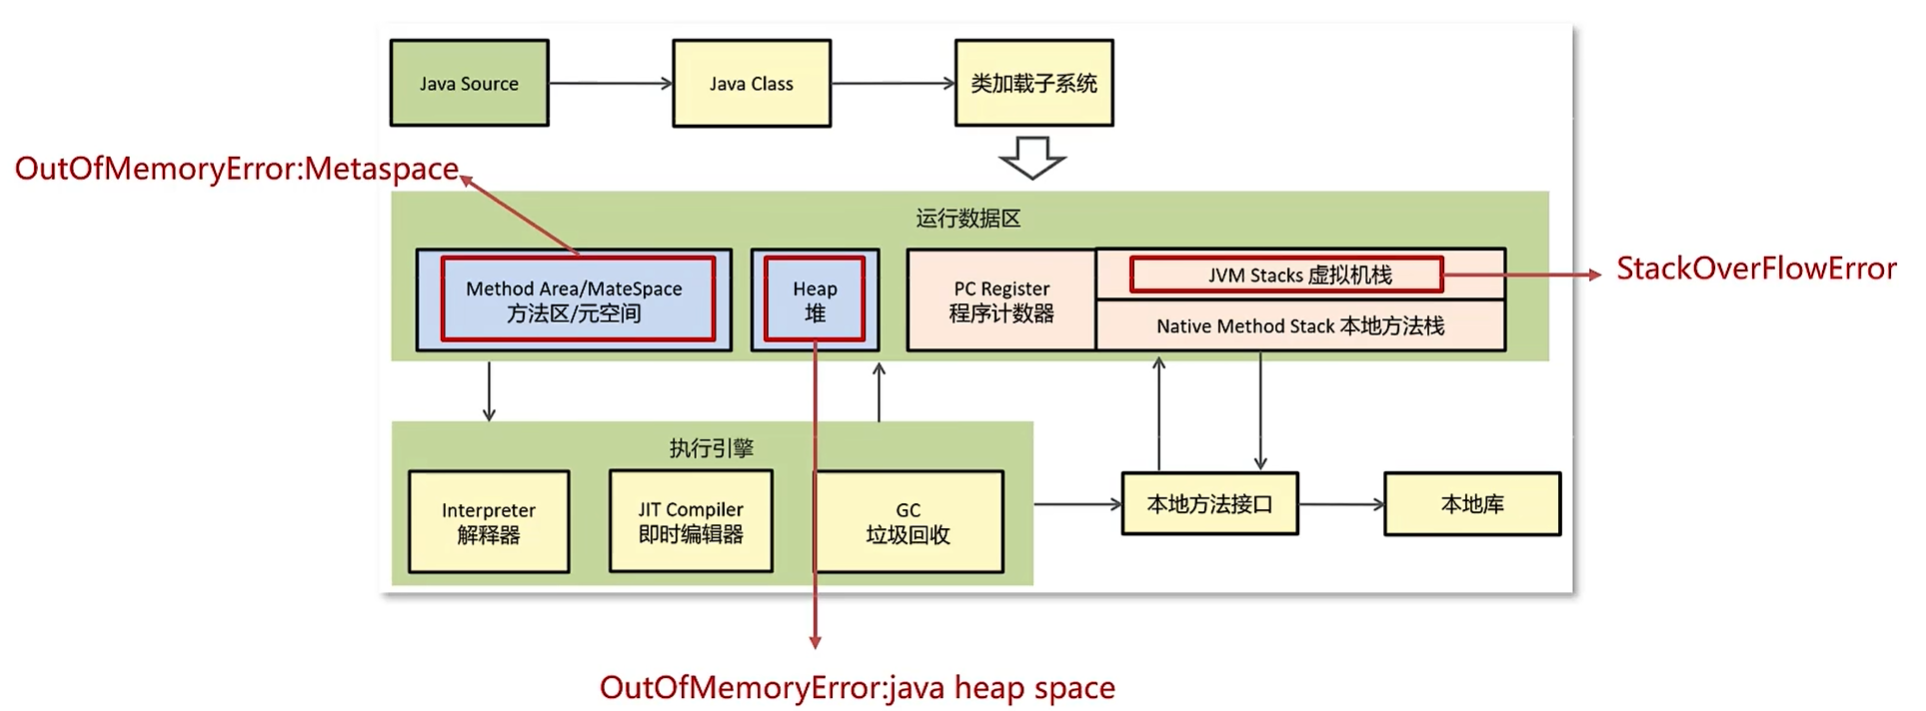 Java Source
Java Class
类加载子系统
OutOfMemoryError:Metaspace
运行数据区
Method Area/MateSpace
方法区/元空间
Heap
堆
PC Register
程序计数器
JVM Stacks 虚拟机栈
Native Method Stack 本地方法栈
StackOverFlowError
执行引擎
Interpreter
解释器
JIT Compiler
即时编辑器
GC
垃圾回收
本地方法接口
本地库
OutOfMemoryError:java heap space